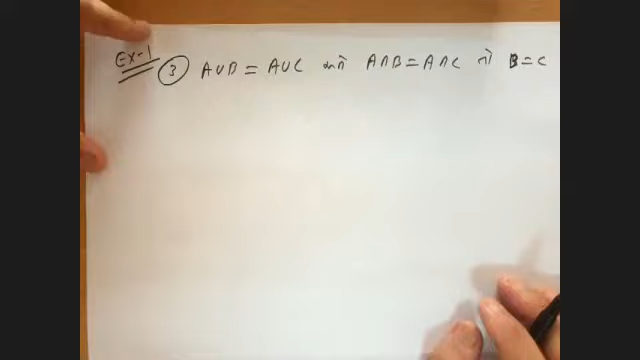 Ex-1 ③ A∪B = A∪C અને A∩B = A∩C તો B = C